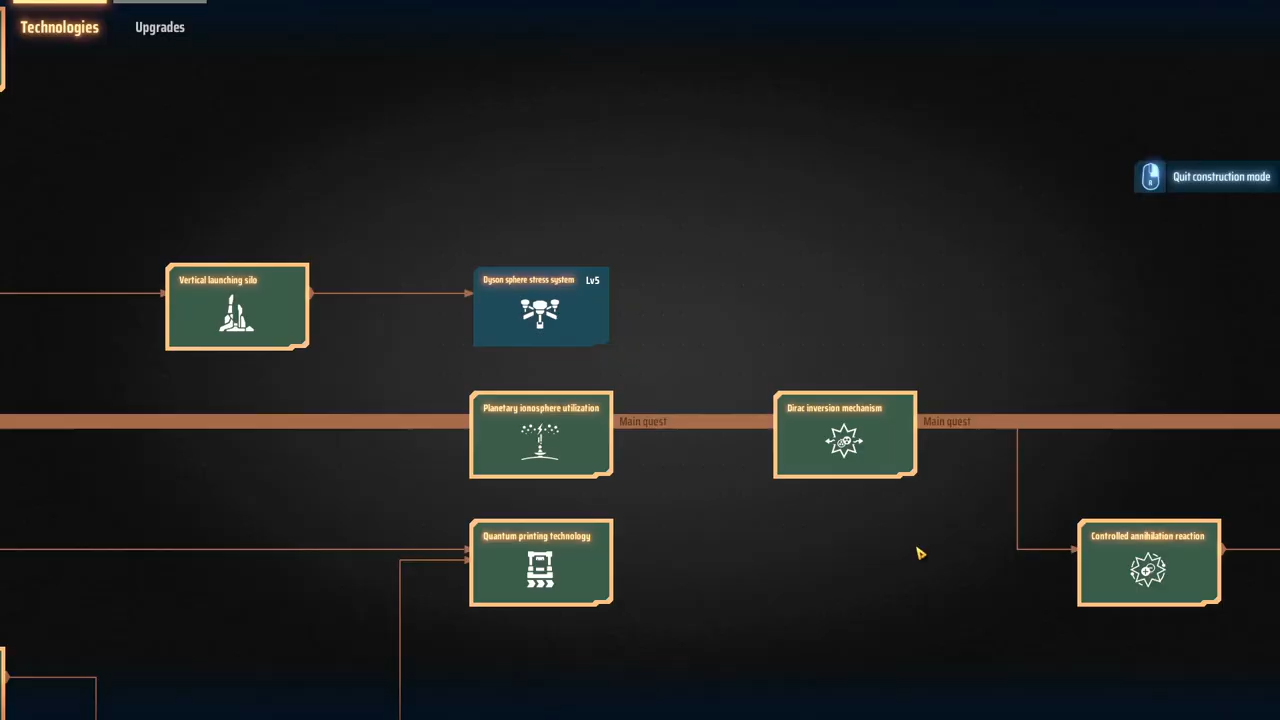 Technologies
Upgrades
R
Quit construction mode
Vertical launching silo
Dyson sphere stress system
Lv5
Planetary ionosphere utilization
Main quest
Dirac inversion mechanism
Main quest
Quantum printing technology
Controlled annihilation reaction